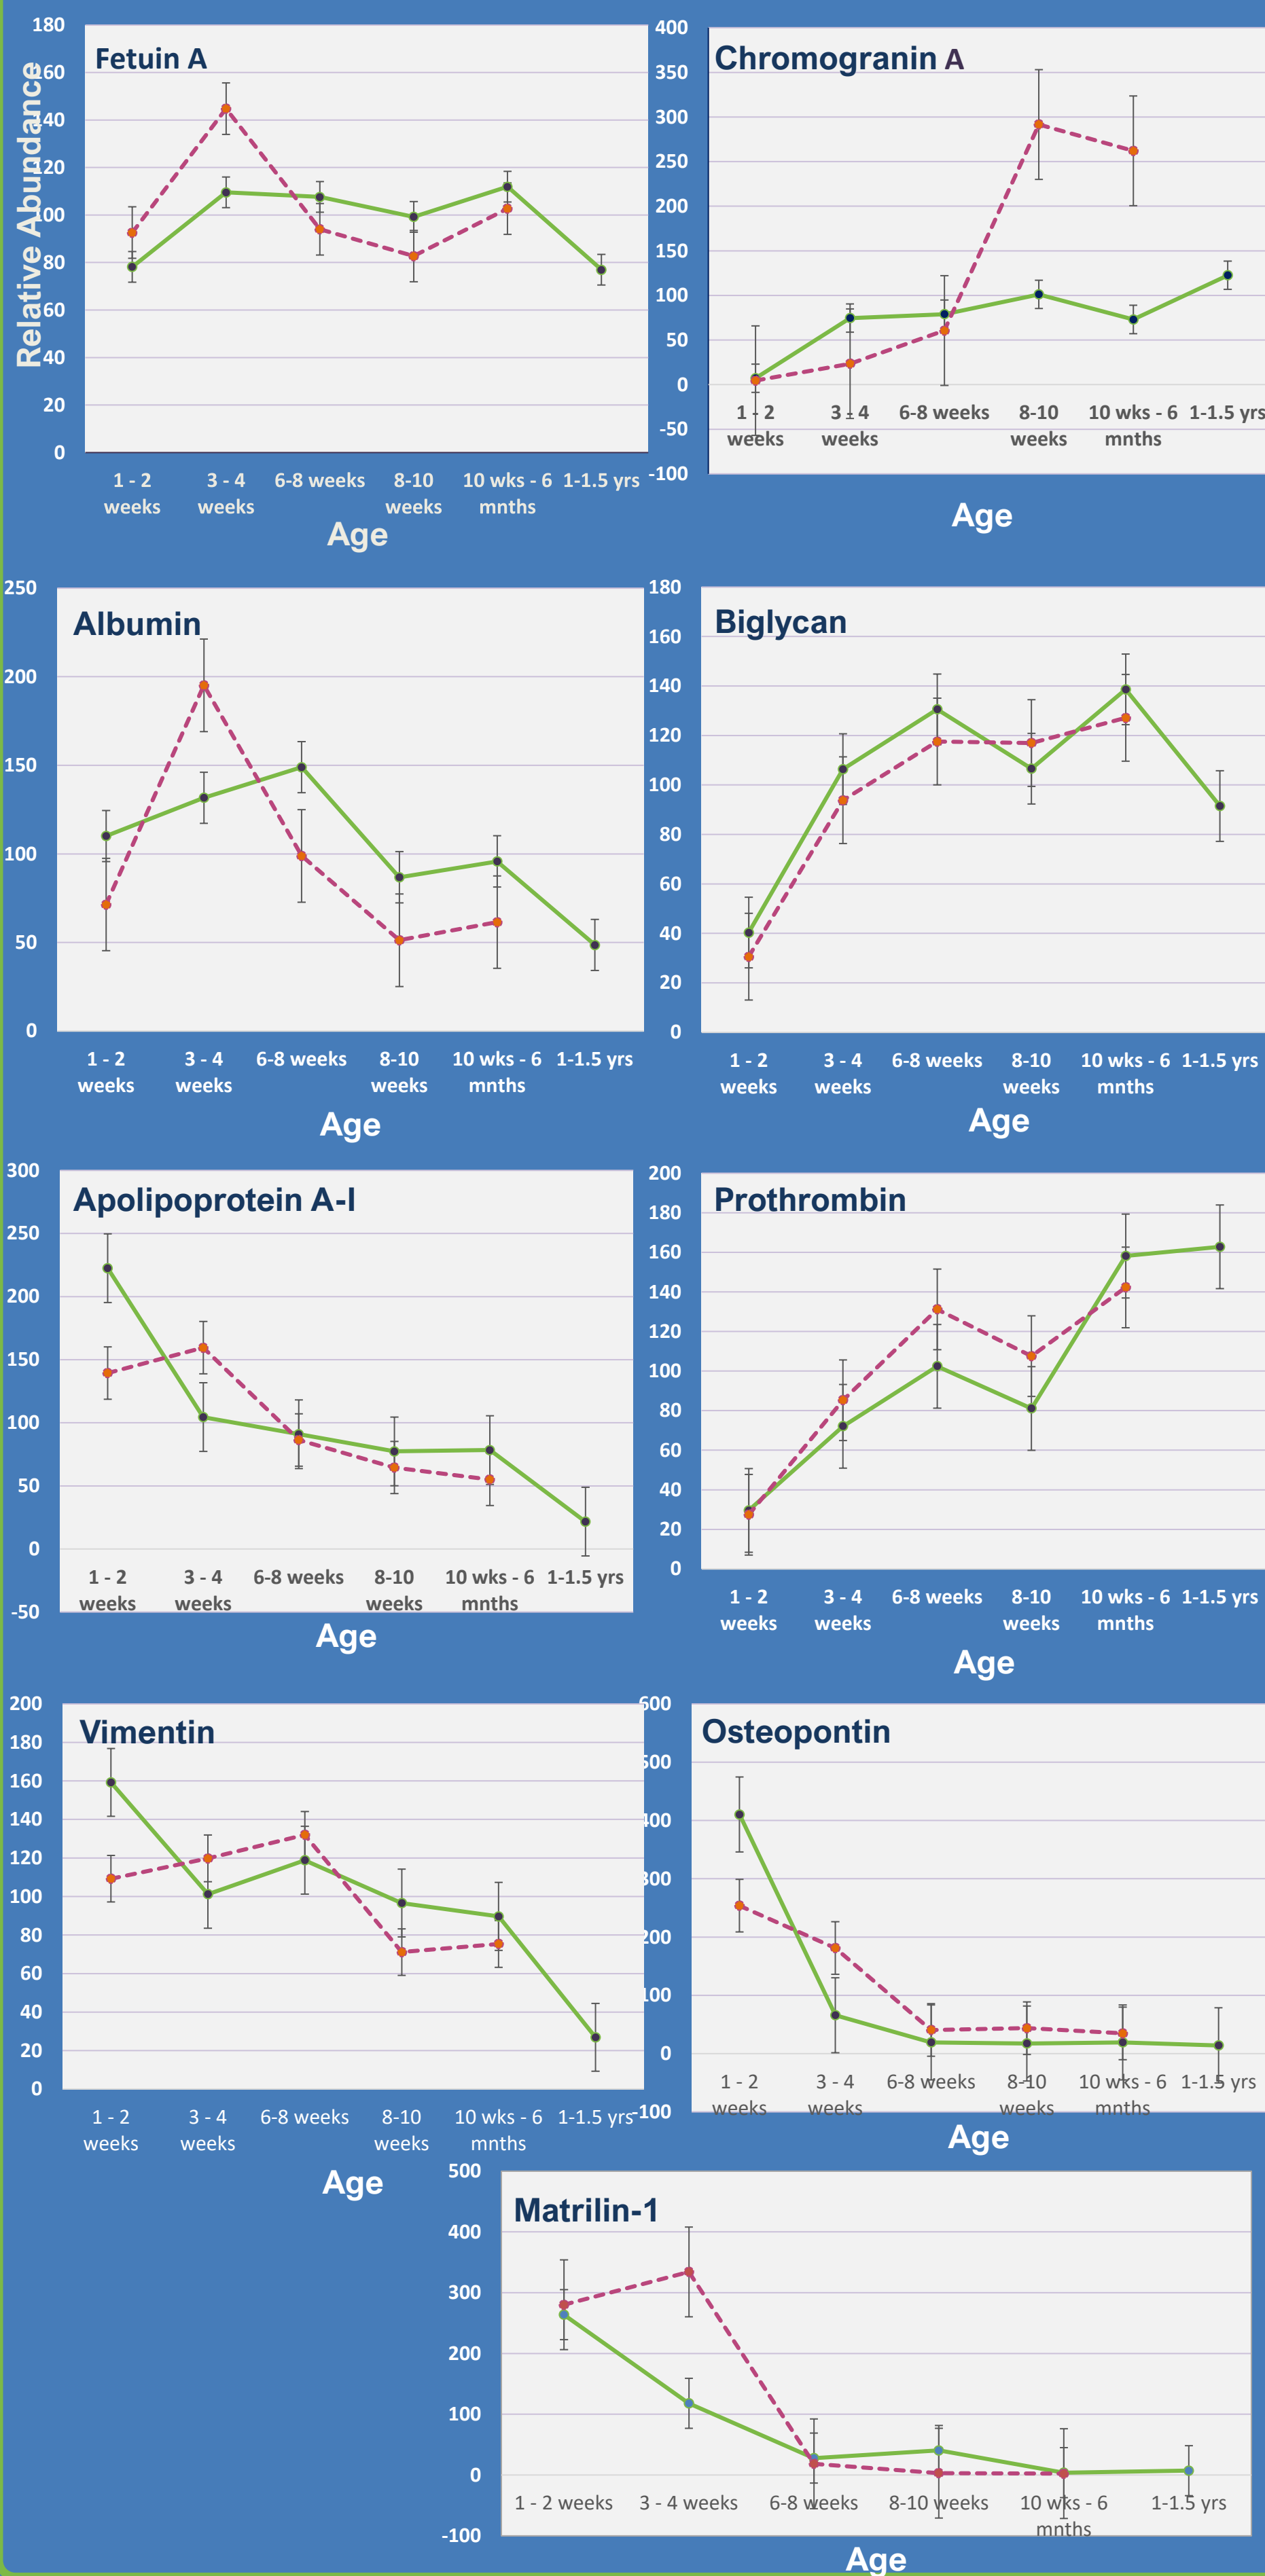 Relative Abundance
Fetuin A
180
160
140
120
100
80
60
40
20
0
1 - 2 3 - 4 6-8 weeks 8-10 10 wks - 6 1-1.5 yrs
weeks weeks weeks mnths
Age
Chromogranin A
400
350
300
250
200
150
100
50
0
-50
-100
1 - 2 3 - 4 6-8 weeks 8-10 10 wks - 6 1-1.5 yrs
weeks weeks weeks mnths
Age
Albumin
250
200
150
100
50
0
1 - 2 3 - 4 6-8 weeks 8-10 10 wks - 6 1-1.5 yrs
weeks weeks weeks mnths
Age
Biglycan
180
160
140
120
100
80
60
40
20
0
1 - 2 3 - 4 6-8 weeks 8-10 10 wks - 6 1-1.5 yrs
weeks weeks weeks mnths
Age
Apolipoprotein A-I
300
250
200
150
100
50
0
-50
1 - 2 3 - 4 6-8 weeks 8-10 10 wks - 6 1-1.5 yrs
weeks weeks weeks mnths
Age
Prothrombin
200
180
160
140
120
100
80
60
40
20
0
1 - 2 3 - 4 6-8 weeks 8-10 10 wks - 6 1-1.5 yrs
weeks weeks weeks mnths
Age
Vimentin
200
180
160
140
120
100
80
60
40
20
0
1 - 2 3 - 4 6-8 weeks 8-10 10 wks - 6 1-1.5 yrs
weeks weeks weeks mnths
Age
Osteopontin
600
500
400
300
200
100
0
-100
1 - 2 3 - 4 6-8 weeks 8-10 10 wks - 6 1-1.5 yrs
weeks weeks weeks mnths
Age
Matrilin-1
500
400
300
200
100
0
-100
1 - 2 weeks 3 - 4 weeks 6-8 weeks 8-10 weeks 10 wks - 6 1-1.5 yrs
mnths
Age